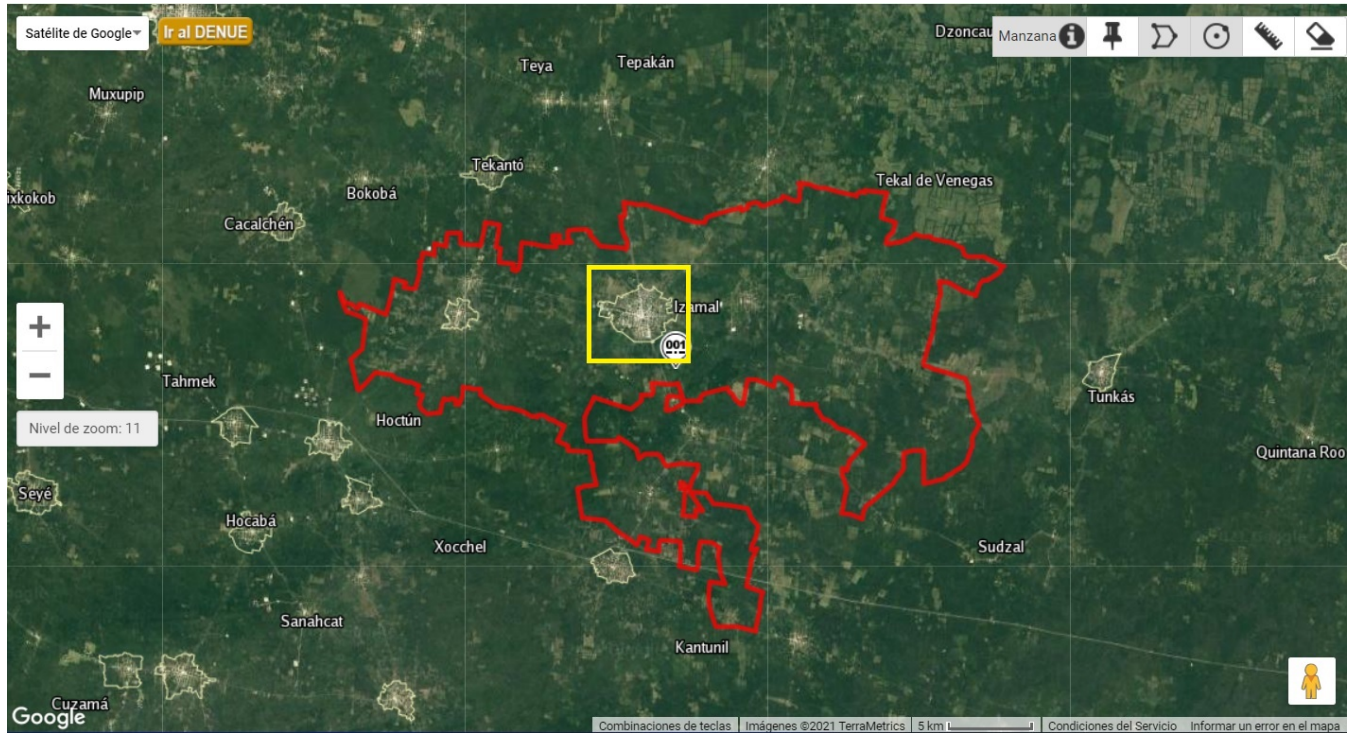 Satélite de Google
Ir al DENUE
Dzoncau
Manzana
Teya
Tepakán
Muxupip
Tekantó
Tekal de Venegas
Bokobá
ixkokob
Cacalchén
Izamal
001
+
−
Tahmek
Tunkás
Hoctún
Nivel de zoom: 11
Quintana Roo
Seyé
Hocabá
Xocchel
Sudzal
Sanahcat
Kantunil
Cuzamá
Google
Combinaciones de teclas
Imágenes ©2021 TerraMetrics
5 km
Condiciones del Servicio
Informar un error en el mapa